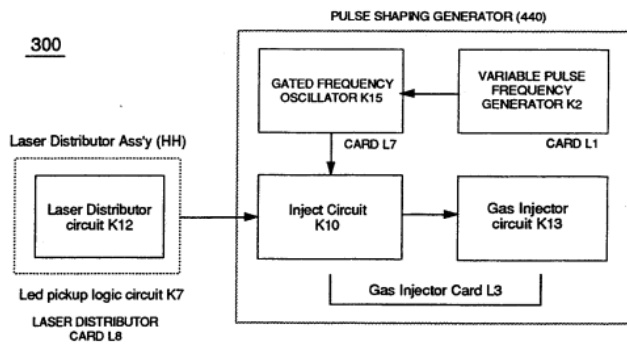 PULSE SHAPING GENERATOR (440)
300
GATED FREQUENCY
OSCILLATOR K15
VARIABLE PULSE
FREQUENCY
GENERATOR K2
CARD L7
CARD L1
Laser Distributor Ass'y (HH)
Laser Distributor
circuit K12
Inject Circuit
K10
Gas Injector
circuit K13
Led pickup logic circuit K7
Gas Injector Card L3
LASER DISTRIBUTOR
CARD L8